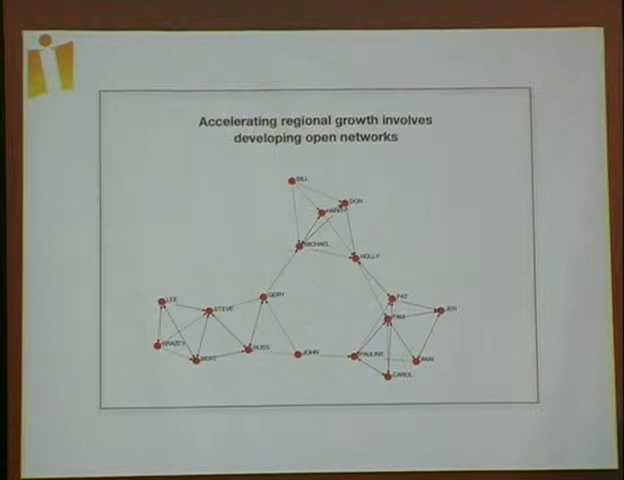 Accelerating regional growth involves
developing open networks
BILL
DON
HARRY
MICHAEL
HOLLY
GERY
LEE
STEVE
PAT
PAM
JEN
BRAZEY
BERT
RUSS
JOHN
PAULINE
ANN
CAROL